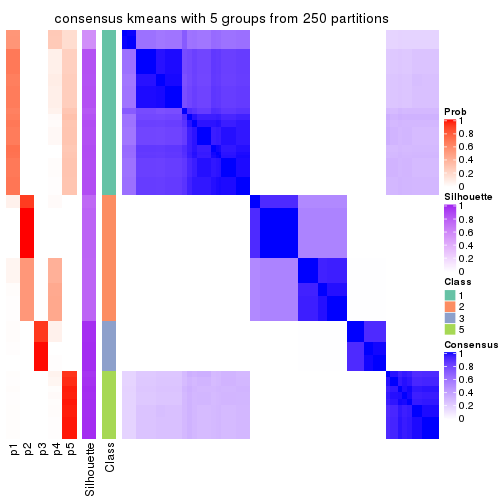 consensus kmeans with 5 groups from 250 partitions
Prob
1
0.8
0.6
0.4
0.2
0
Silhouette
1
0.8
0.6
0.4
0.2
0
Class
1
2
3
5
Consensus
1
0.8
0.6
0.4
0.2
0
p1
p2
p3
p4
p5
Silhouette
Class